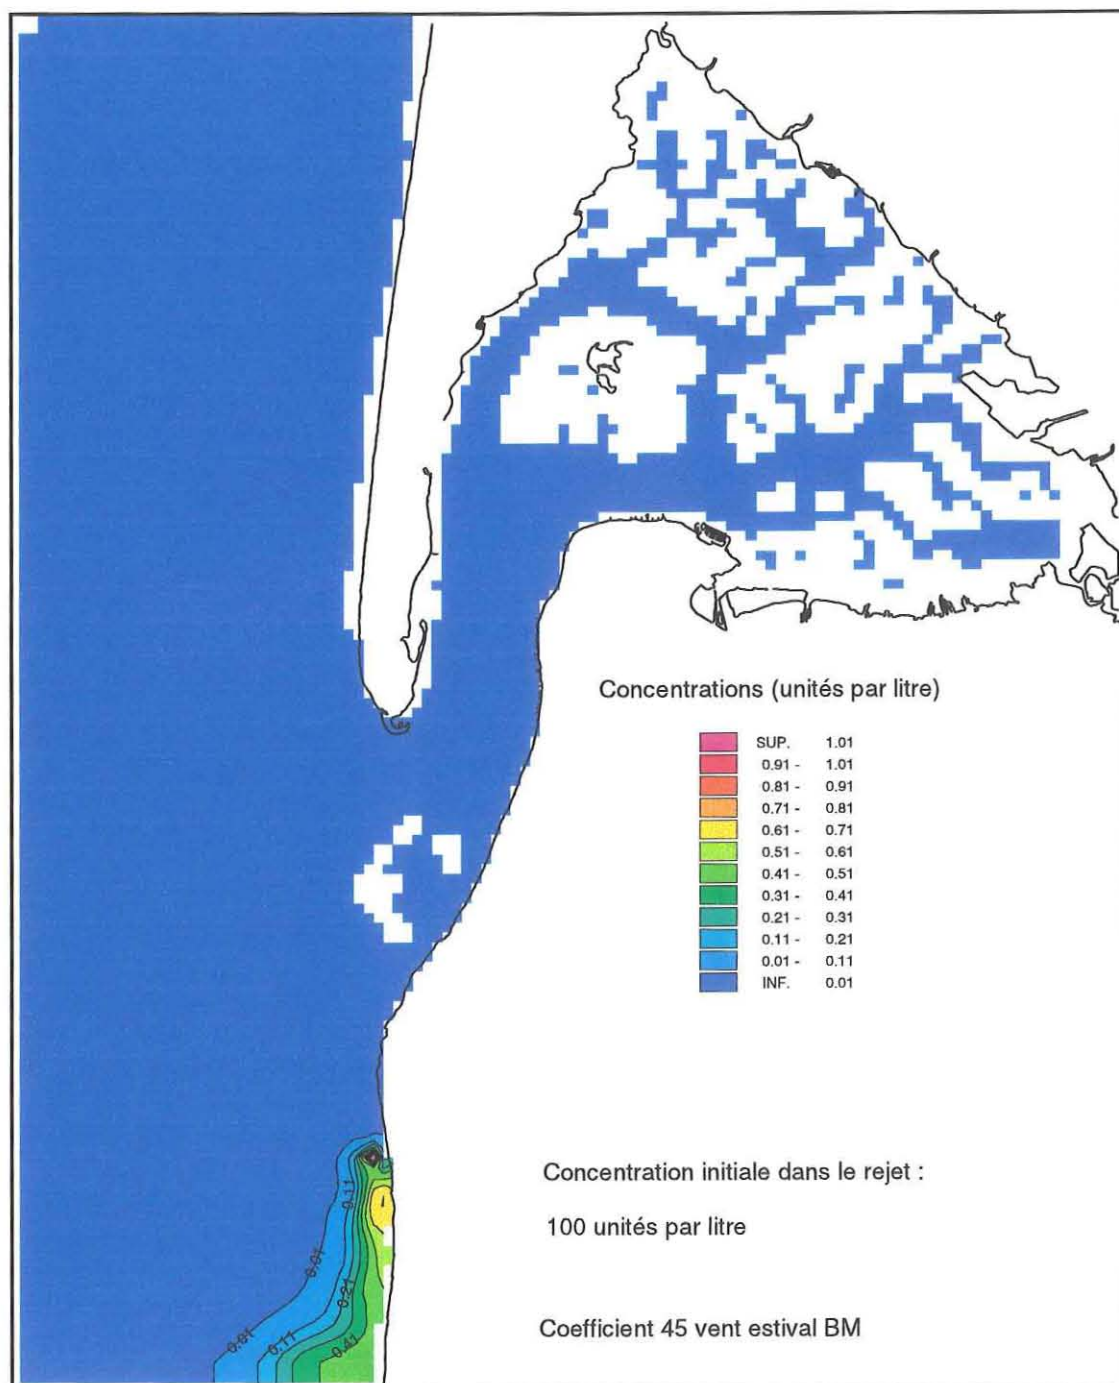 Concentrations (unités par litre)
SUP. 1.01
0.91 - 1.01
0.81 - 0.91
0.71 - 0.81
0.61 - 0.71
0.51 - 0.61
0.41 - 0.51
0.31 - 0.41
0.21 - 0.31
0.11 - 0.21
0.01 - 0.11
INF. 0.01
0.11
Concentration initiale dans le rejet :
100 unités par litre
0.01
0.21
0.01
0.11
0.41
Coefficient 45 vent estival BM